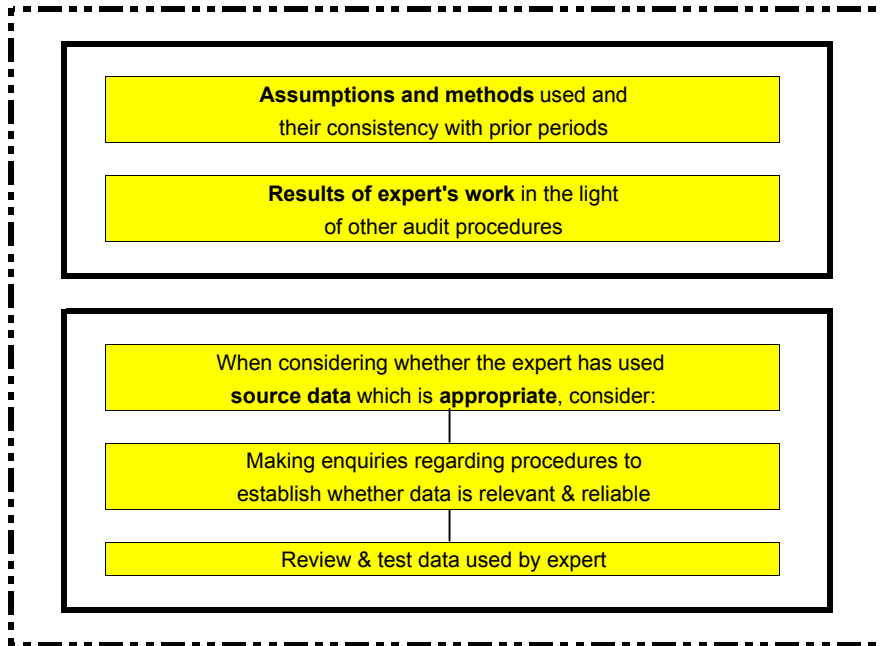 Assumptions and methods used and
their consistency with prior periods
Results of expert's work in the light
of other audit procedures
When considering whether the expert has used
source data which is appropriate, consider:
Making enquiries regarding procedures to
establish whether data is relevant & reliable
Review & test data used by expert